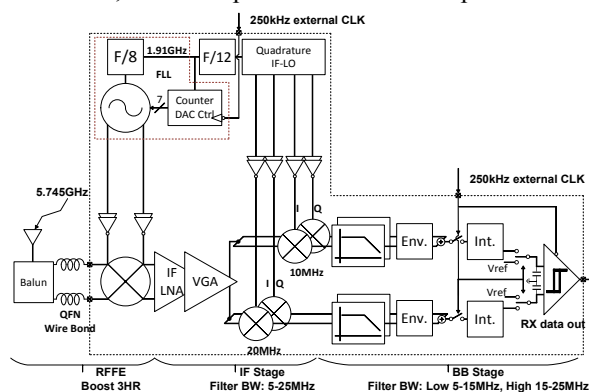 250kHz external CLK
1.91GHz
F/8
F/12
Quadrature
IF-LO
FLL
7
Counter
DAC Ctrl
5.745GHz
250kHz external CLK
I
Q
Balun
IF
LNA
VGA
10MHz
Env.
Int.
Vref
QFN
Wire Bond
I
Q
20MHz
Env.
Int.
Vref
RX data out
RFFE
Boost 3HR
IF Stage
Filter BW: 5-25MHz
BB Stage
Filter BW: Low 5-15MHz, High 15-25MHz